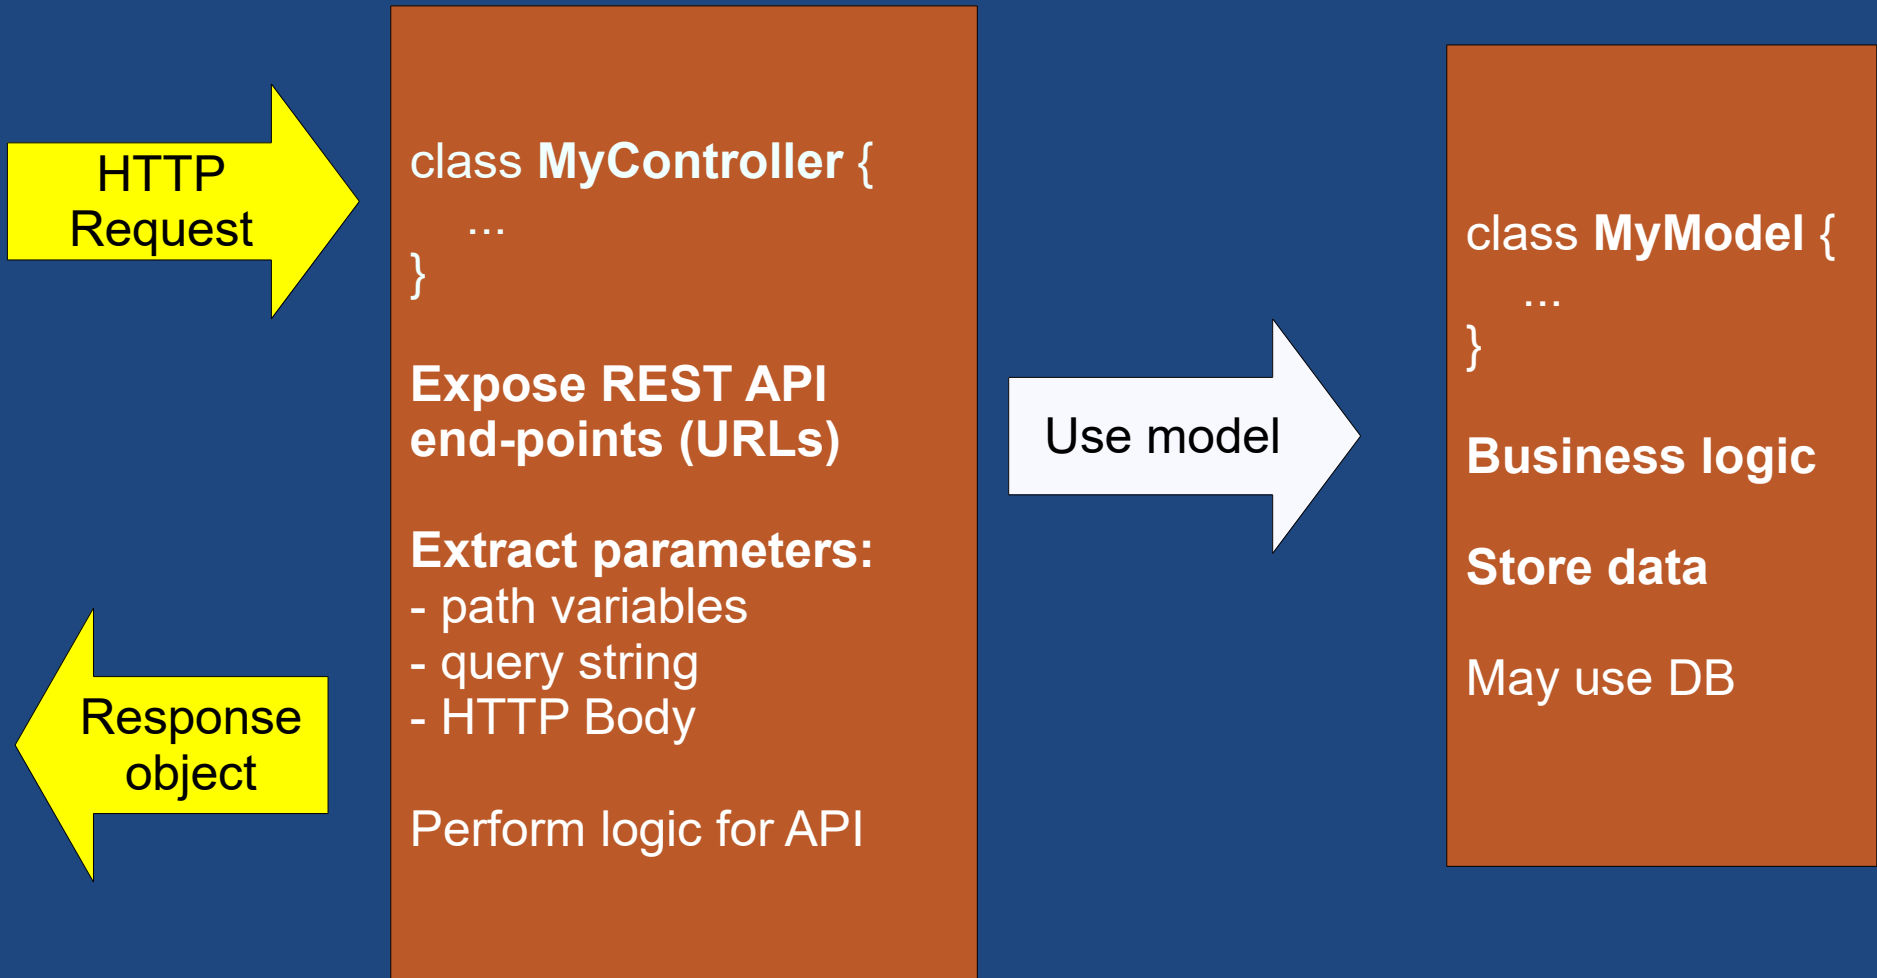 HTTP
Request
class MyController {
...
}
Expose REST API
end-points (URLs)
Extract parameters:
- path variables
- query string
- HTTP Body
Perform logic for API
Response
object
Use model
class MyModel {
...
}
Business logic
Store data
May use DB